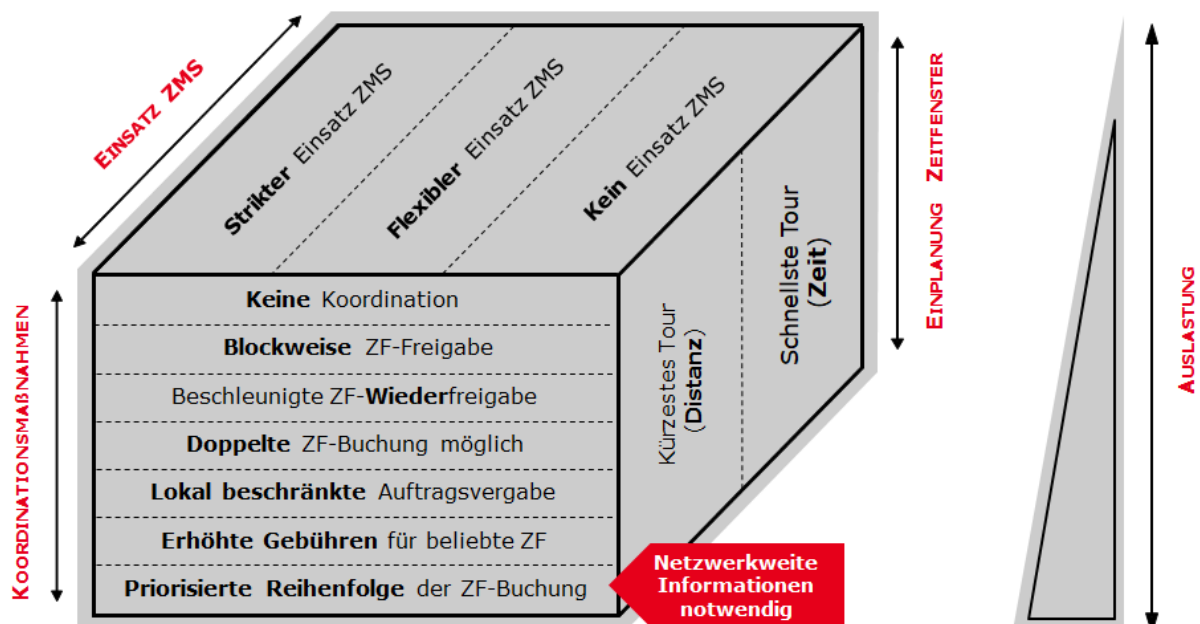 EINSATZ ZMS
Strikter Einsatz ZMS
Flexibler Einsatz ZMS
Kein Einsatz ZMS
EINPLANUNG ZEITFENSTER
AUSLASTUNG
KOORDINATIONSMAẞNAHMEN
Keine Koordination
Blockweise ZF-Freigabe
Beschleunigte ZF-Wiederfreigabe
Doppelte ZF-Buchung möglich
Lokal beschränkte Auftragsvergabe
Erhöhte Gebühren für beliebte ZF
Priorisierte Reihenfolge der ZF-Buchung
Kürzestes Tour
(Distanz)
Schnellste Tour
(Zeit)
Netzwerkweite
Informationen
notwendig